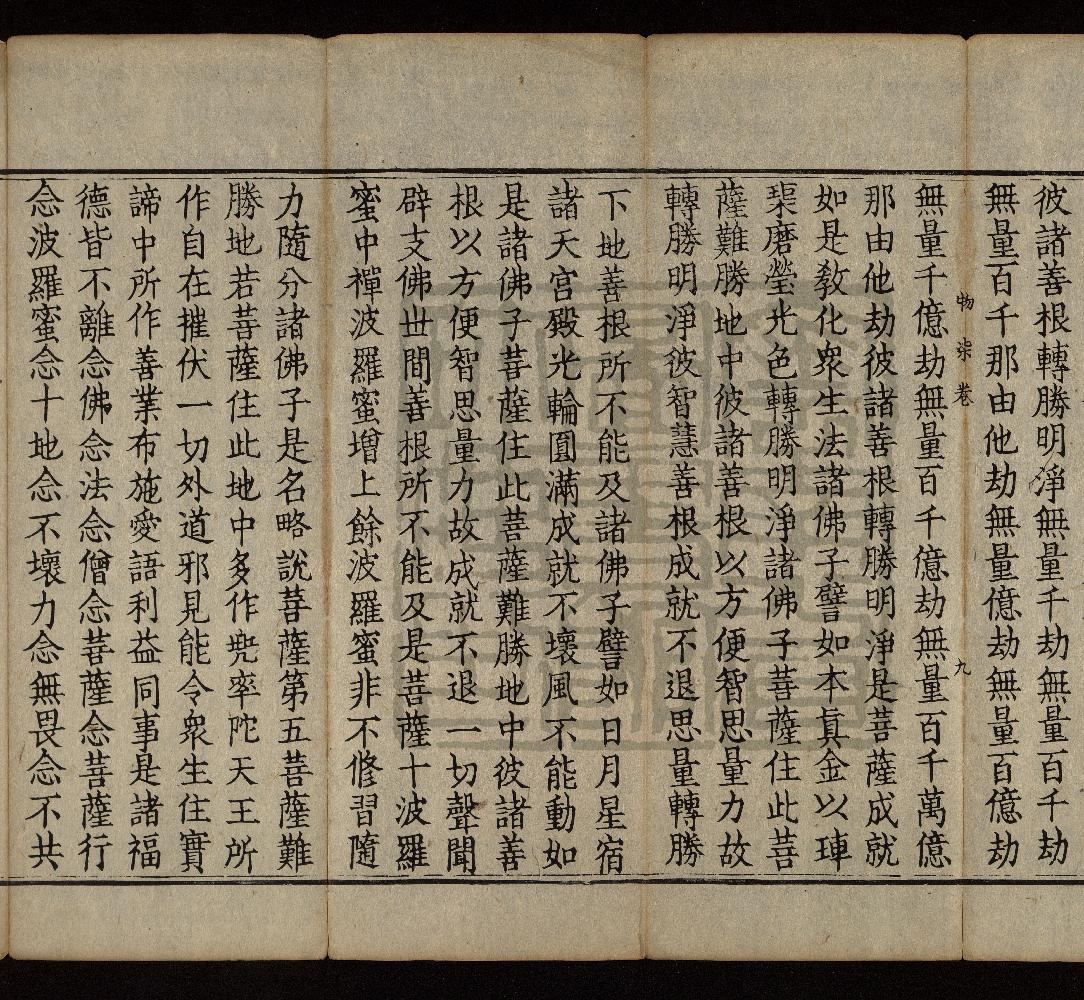 彼諸善根轉勝明淨無量千劫無量百千劫
無量百千那由他劫無量億劫無量百億劫
物 柒卷 九
無量千億劫無量百千億劫無量百千萬億
那由他劫彼諸善根轉勝明淨是菩薩成就
如是教化衆生法諸佛子譬如本真金以琿
璖磨瑩光色轉勝明淨諸佛子菩薩住此菩
薩難勝地中彼諸善根以方便智思量力故
轉勝明淨彼智慧善根成就不退思量轉勝
下地善根所不能及諸佛子譬如日月星宿
諸天宮殿光輪圓滿成就不壞風不能動如
是諸佛子菩薩住此菩薩難勝地中彼諸善
根以方便智思量力故成就不退一切聲聞
辟支佛世間善根所不能及是菩薩十波羅
蜜中禪波羅蜜增上餘波羅蜜非不修習隨
力隨分諸佛子是名略說菩薩第五菩薩難
勝地若菩薩住此地中多作兜率陀天王所
作自在摧伏一切外道邪見能令衆生住實
諦中所作善業布施愛語利益同事是諸福
德皆不離念佛念法念僧念菩薩念菩薩行
念波羅蜜念十地念不壞力念無畏念不共